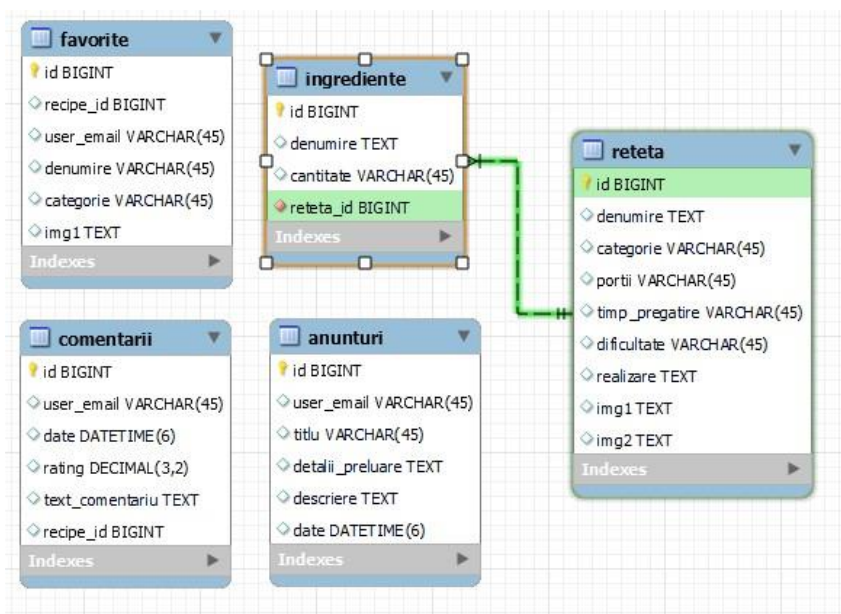 favorite
id BIGINT
recipe_id BIGINT
user_email VARCHAR(45)
denumire VARCHAR(45)
categorie VARCHAR(45)
img1 TEXT
Indexes
ingrediente
id BIGINT
denumire TEXT
cantitate VARCHAR(45)
reteta_id BIGINT
Indexes
reteta
id BIGINT
denumire TEXT
categorie VARCHAR(45)
portii VARCHAR(45)
timp_pregatire VARCHAR(45)
dificultate VARCHAR(45)
realizare TEXT
img1 TEXT
img2 TEXT
Indexes
comentarii
id BIGINT
user_email VARCHAR(45)
date DATETIME(6)
rating DECIMAL(3,2)
text_comentariu TEXT
recipe_id BIGINT
Indexes
anunturi
id BIGINT
user_email VARCHAR(45)
titlu VARCHAR(45)
detalii_preluare TEXT
descriere TEXT
date DATETIME(6)
Indexes